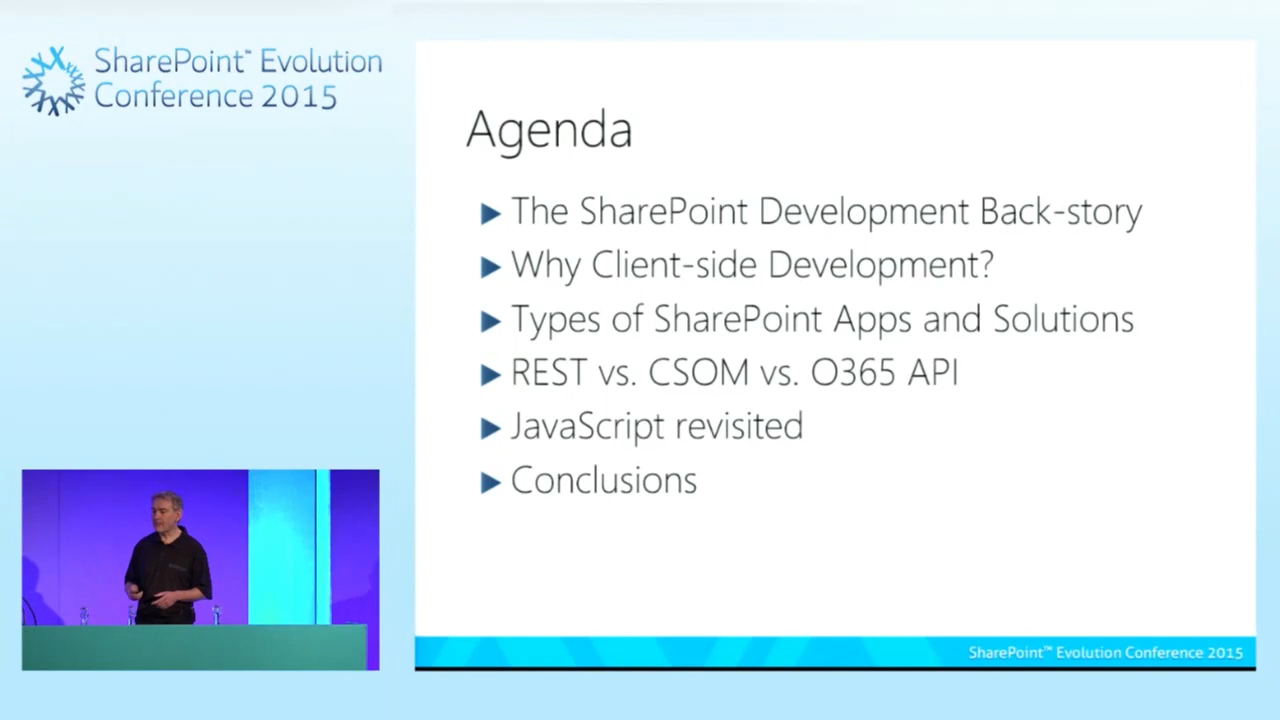 SharePoint™ Evolution
Conference 2015
Agenda
The SharePoint Development Back-story
Why Client-side Development?
Types of SharePoint Apps and Solutions
REST vs. CSOM vs. O365 API
JavaScript revisited
Conclusions
SharePoint™ Evolution Conference 2015